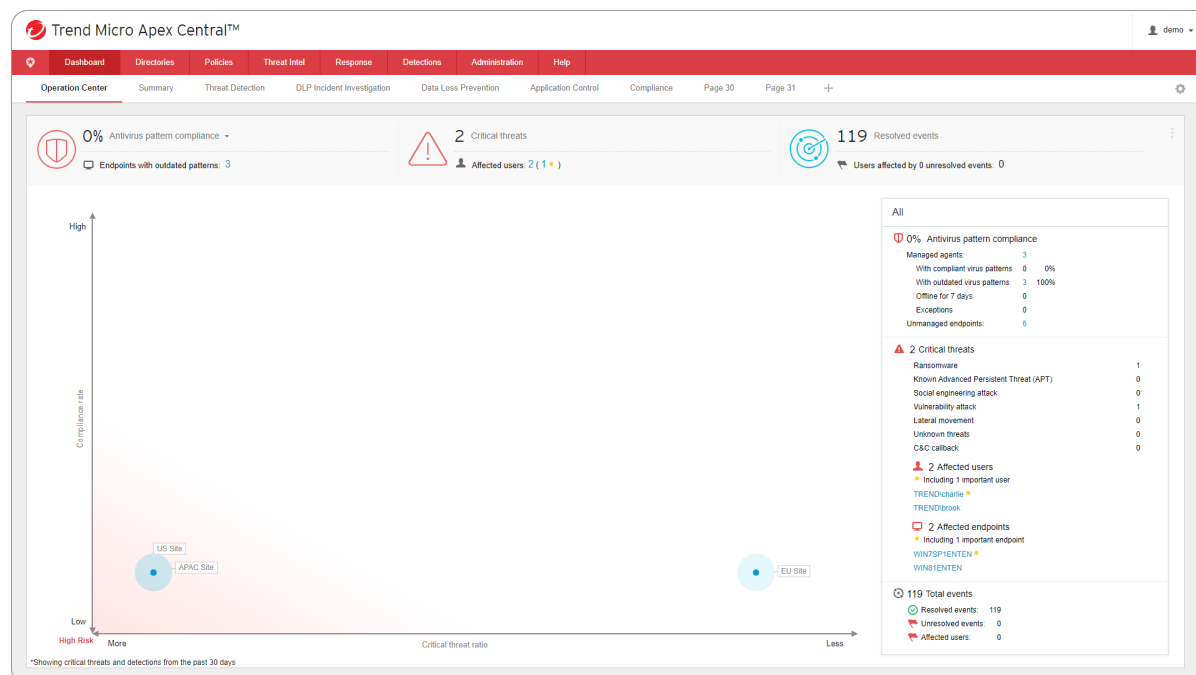 Trend Micro Apex Central™
demo
Dashboard Directories Policies Threat Intel Response Detections Administration Help
Operation Center Summary Threat Detection DLP Incident Investigation Data Loss Prevention Application Control Compliance Page 30 Page 31 +
0% Antivirus pattern compliance
Endpoints with outdated patterns: 3
2 Critical threats
Affected users: 2 ( 1 * )
119 Resolved events
Users affected by 0 unresolved events: 0
High
Compliance rate
US Site
APAC Site
EU Site
Low
High Risk
More
Critical threat ratio
Less
*Showing critical threats and detections from the past 30 days
All
0% Antivirus pattern compliance
Managed agents: 3
With compliant virus patterns 0 0%
With outdated virus patterns 3 100%
Offline for 7 days 0
Exceptions 0
Unmanaged endpoints: 6
2 Critical threats
Ransomware 1
Known Advanced Persistent Threat (APT) 0
Social engineering attack 0
Vulnerability attack 1
Lateral movement 0
Unknown threats 0
C&C callback 0
2 Affected users
* Including 1 important user
TREND\charlie *
TREND\brook
2 Affected endpoints
* Including 1 important endpoint
WIN7SP1ENTEN *
WIN81ENTEN
119 Total events
Resolved events: 119
Unresolved events: 0
Affected users: 0